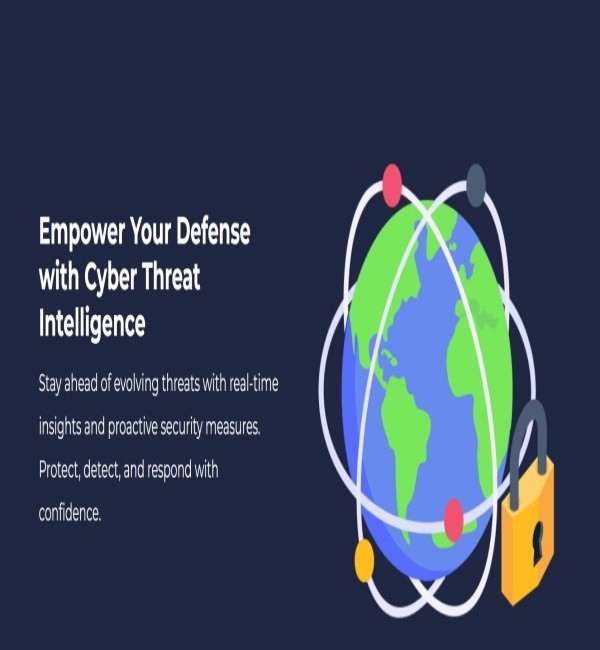 Empower Your Defense
with Cyber Threat
Intelligence
Stay ahead of evolving threats with real-time
insights and proactive security measures.
Protect, detect, and respond with
confidence.